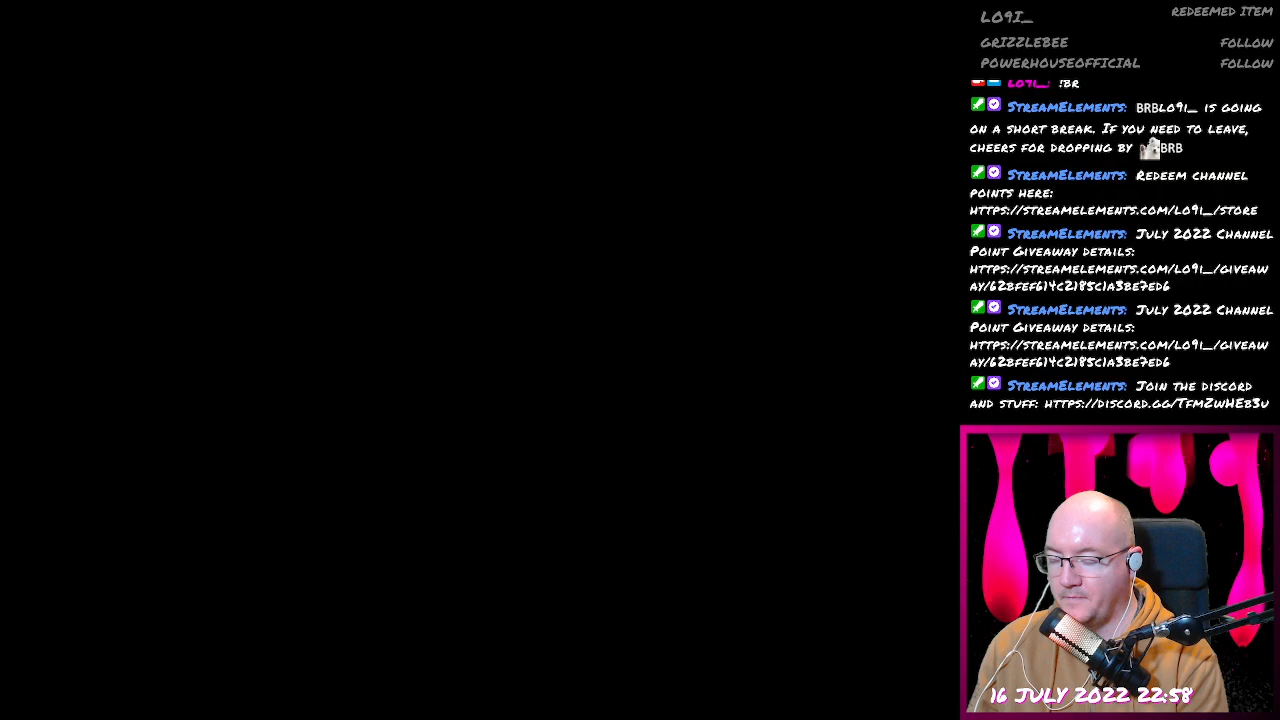 LO9I_ REDEEMED ITEM
GRIZZLEBEE FOLLOW
POWERHOUSEOFFICIAL FOLLOW
LO9I_: !BR
StreamElements: BRBLO9I_ IS GOING
ON A SHORT BREAK. IF YOU NEED TO LEAVE,
CHEERS FOR DROPPING BY BRB
StreamElements: Redeem channel
points here:
https://streamelements.com/lo9i_/store
StreamElements: July 2022 Channel
Point Giveaway details:
https://streamelements.com/lo9i_/giveaw
ay/62bfef614c2185c1a3be7ed6
StreamElements: July 2022 Channel
Point Giveaway details:
https://streamelements.com/lo9i_/giveaw
ay/62bfef614c2185c1a3be7ed6
StreamElements: Join the discord
and stuff: https://discord.gg/TfmZwHEb3u
16 JULY 2022 22:58